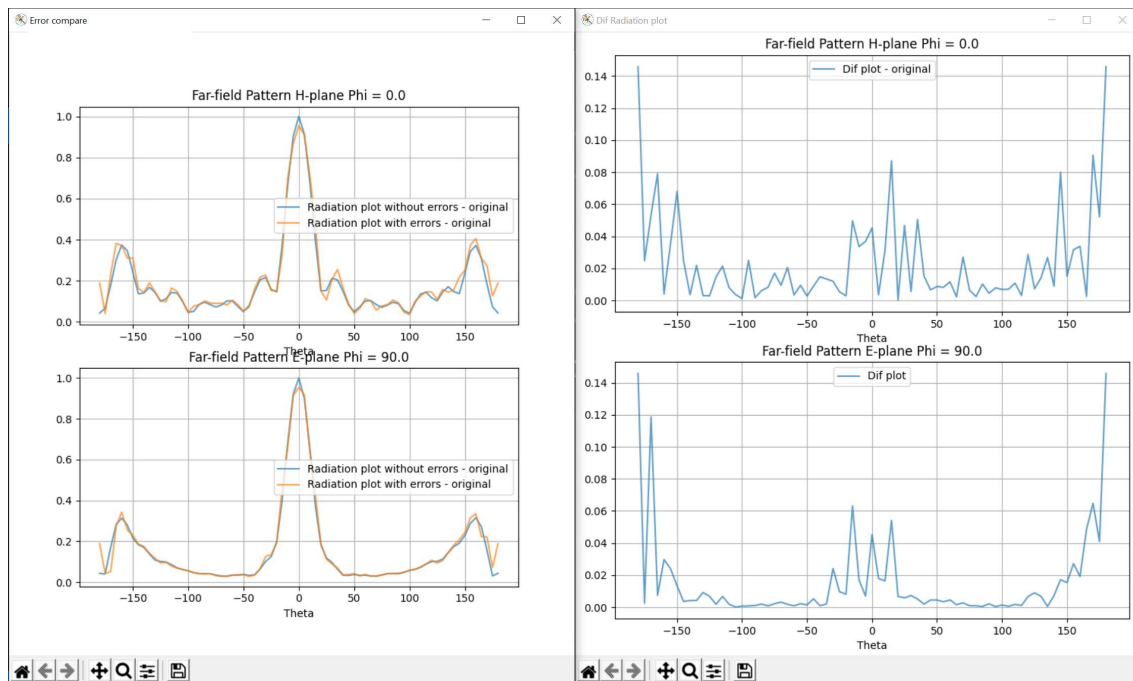 Error compare
Far-field Pattern H-plane Phi = 0.0
1.0
0.8
0.6
0.4
0.2
0.0
Radiation plot without errors - original
Radiation plot with errors - original
−150 −100 −50 0 50 100 150
Theta
Far-field Pattern E-plane Phi = 90.0
1.0
0.8
0.6
0.4
0.2
0.0
Radiation plot without errors - original
Radiation plot with errors - original
−150 −100 −50 0 50 100 150
Theta
Dif Radiation plot
Far-field Pattern H-plane Phi = 0.0
Dif plot - original
0.14
0.12
0.10
0.08
0.06
0.04
0.02
0.00
−150 −100 −50 0 50 100 150
Theta
Far-field Pattern E-plane Phi = 90.0
Dif plot
0.14
0.12
0.10
0.08
0.06
0.04
0.02
0.00
−150 −100 −50 0 50 100 150
Theta